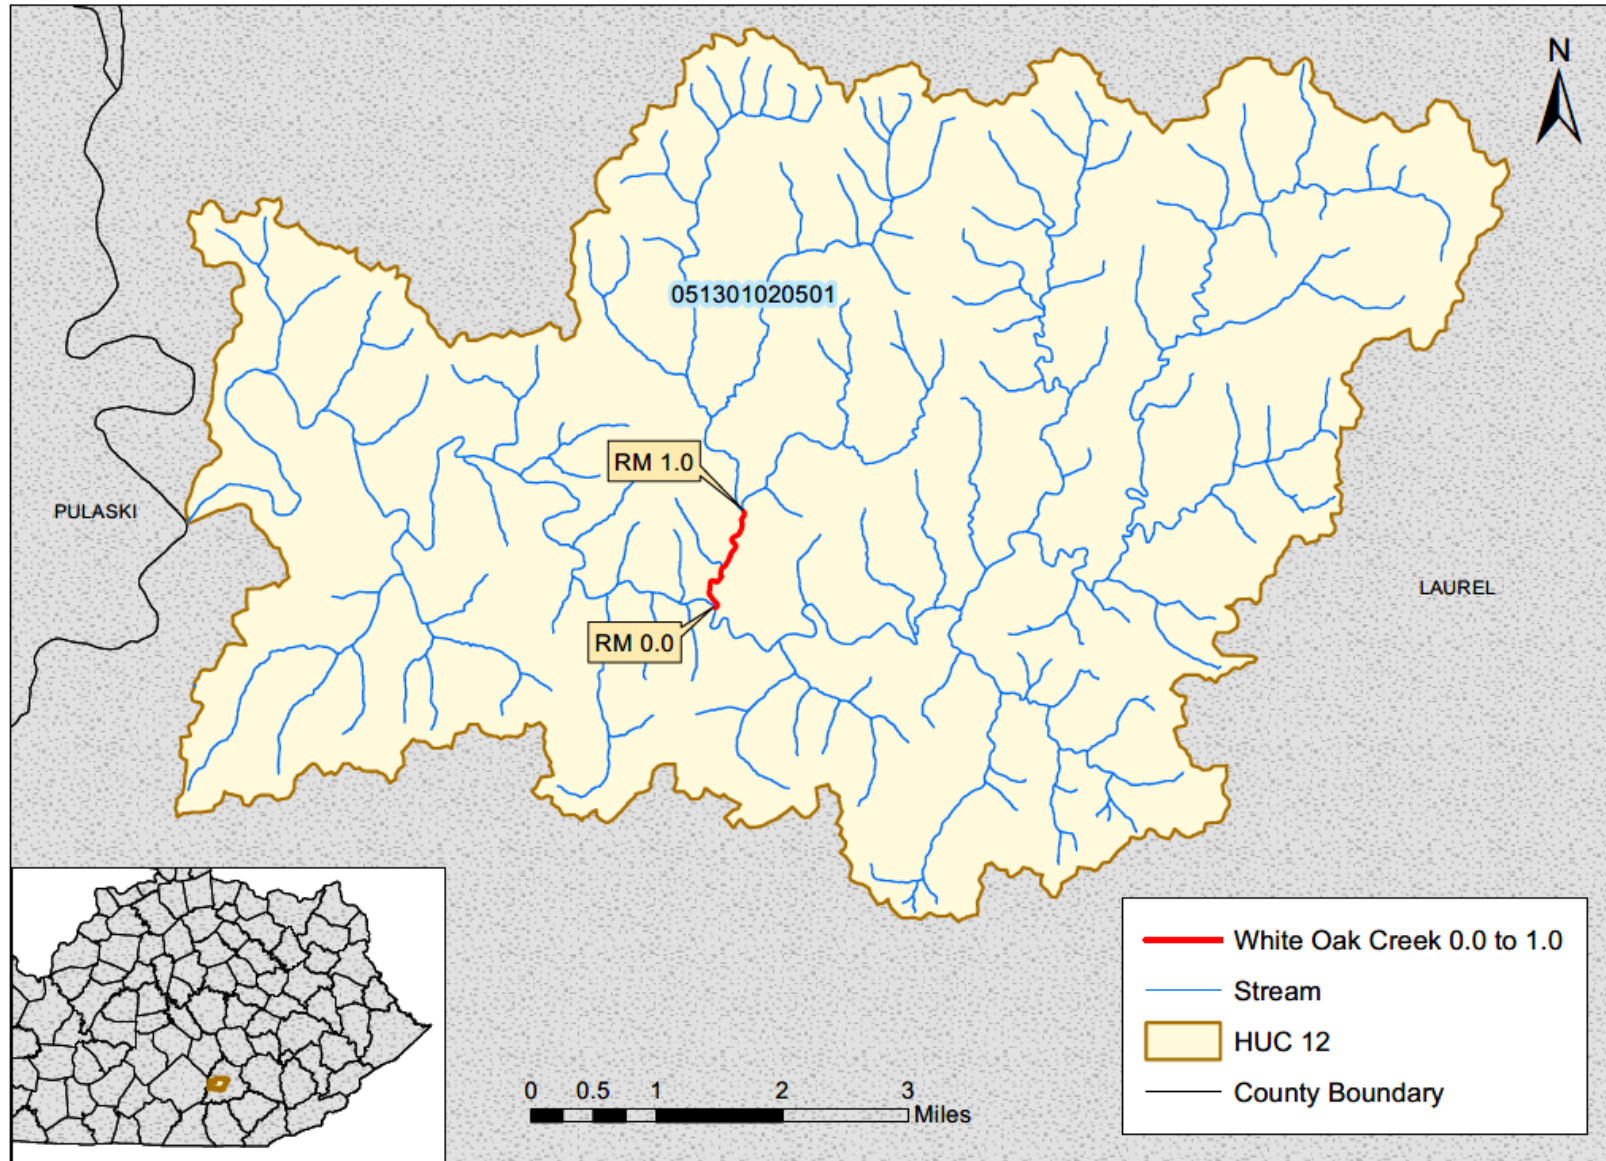 N
051301020501
RM 1.0
PULASKI
LAUREL
RM 0.0
White Oak Creek 0.0 to 1.0
Stream
HUC 12
County Boundary
0 0.5 1 2 3
Miles